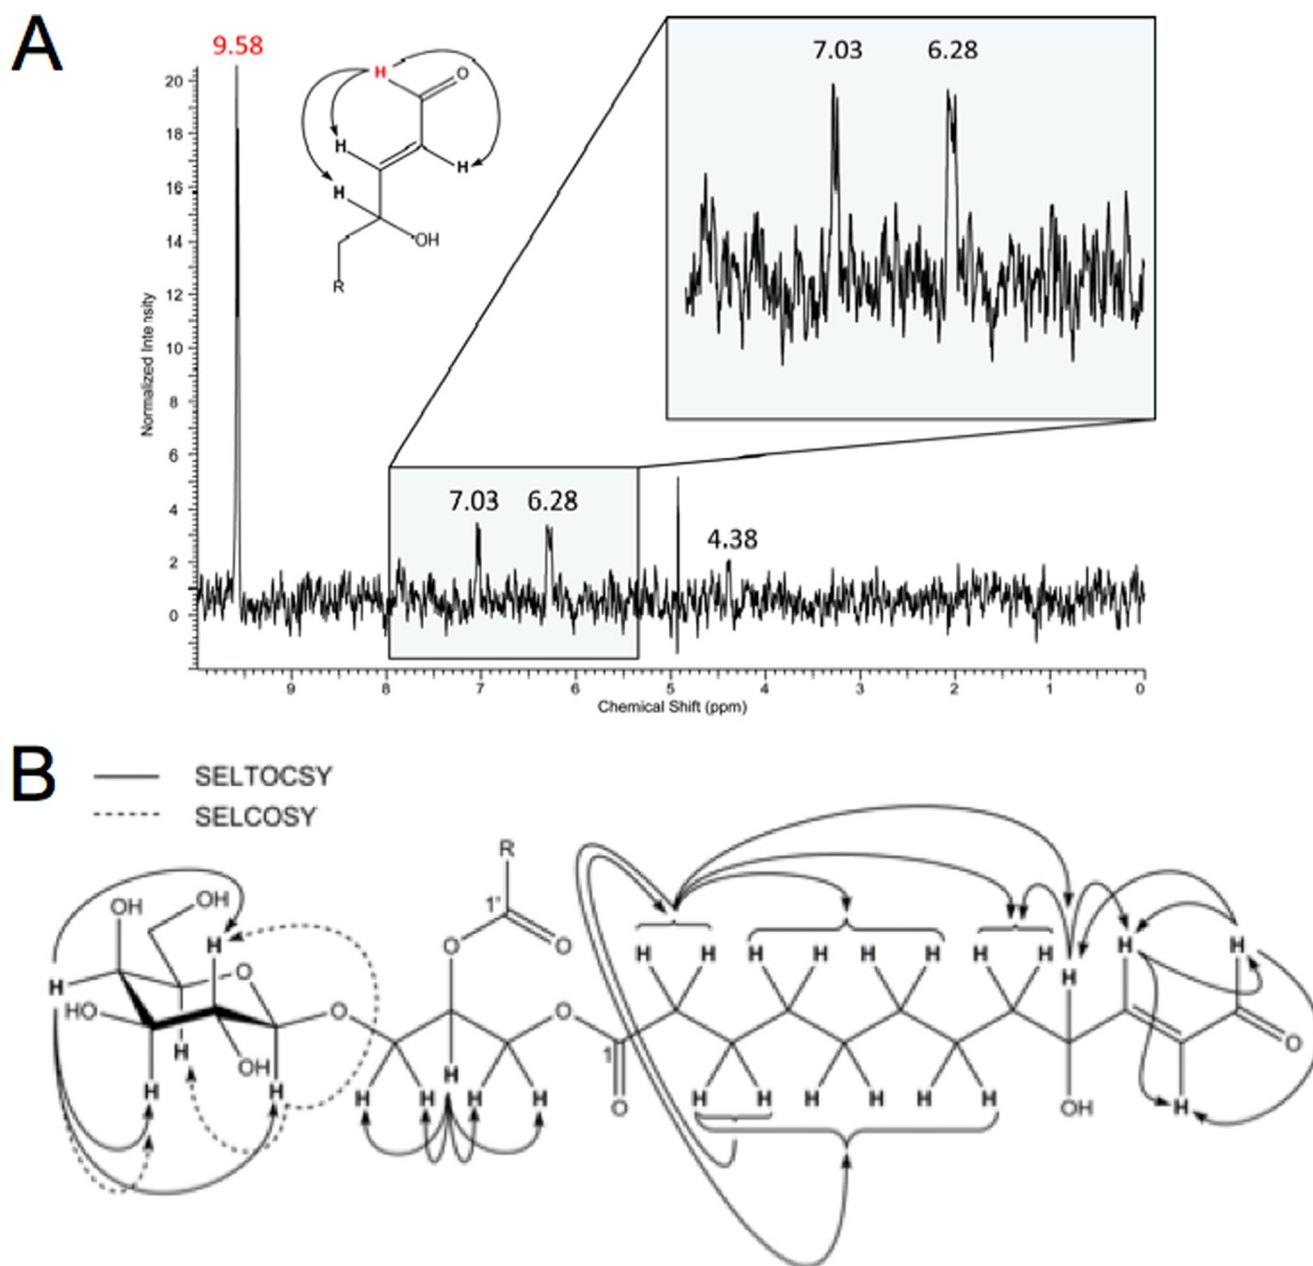 A
9.58
7.03 6.28
H O
H
H
H
OH
R
20
18
16
14
12
10
8
6
4
2
0
Normalized Intensity
7.03 6.28
4.38
9 8 7 6 5 4 3 2 1 0
Chemical Shift (ppm)
B
SELTOCSY
SELCOSY
R
1"
OH OH
H
O O
H
O
H
HO
O O
H H H H H H H H
H
H H
H
OH
H H
H
O
1
O
H H H H H H H H
OH
H
O
H H H H